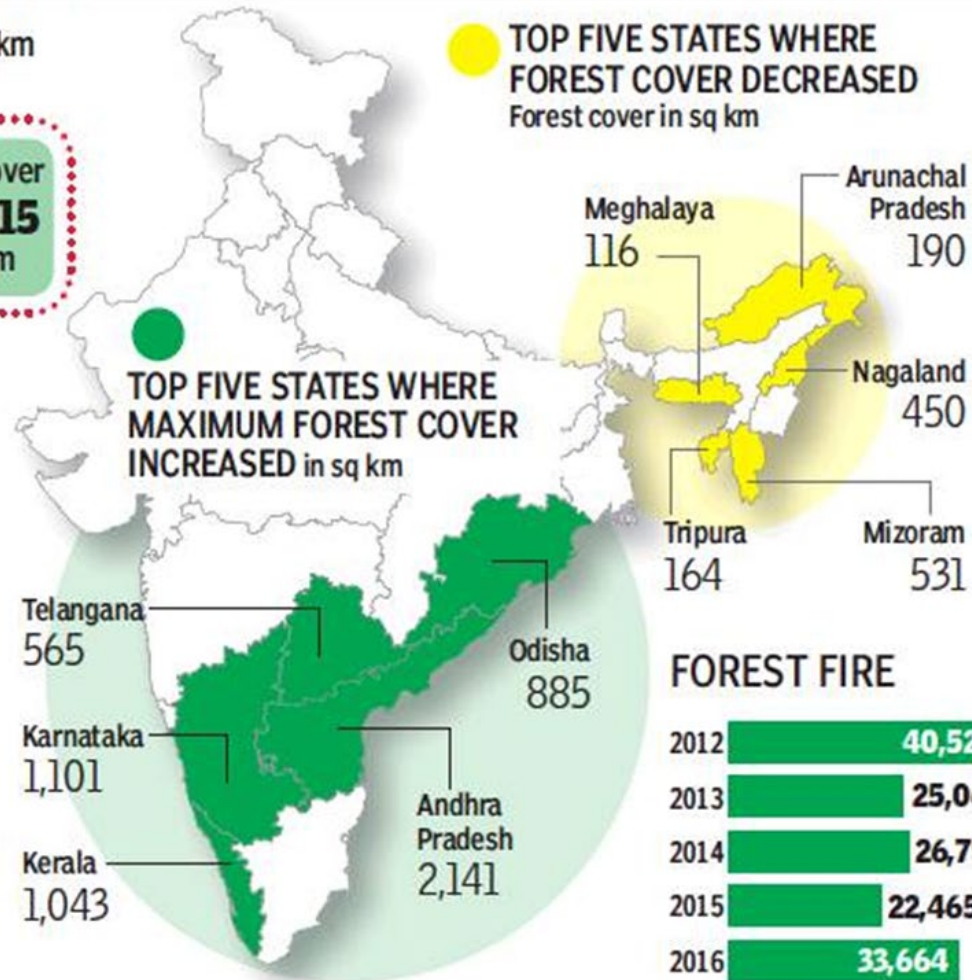 km
15
TOP FIVE STATES WHERE
FOREST COVER DECREASED
Forest cover in sq km
Meghalaya
116
Arunachal
Pradesh
190
Nagaland
450
Tripura
164
Mizoram
531
TOP FIVE STATES WHERE
MAXIMUM FOREST COVER
INCREASED in sq km
Telangana
565
Karnataka
1,101
Kerala
1,043
Odisha
885
Andhra
Pradesh
2,141
FOREST FIRE
2012
2013
2014
2015 22,465
2016 33,664